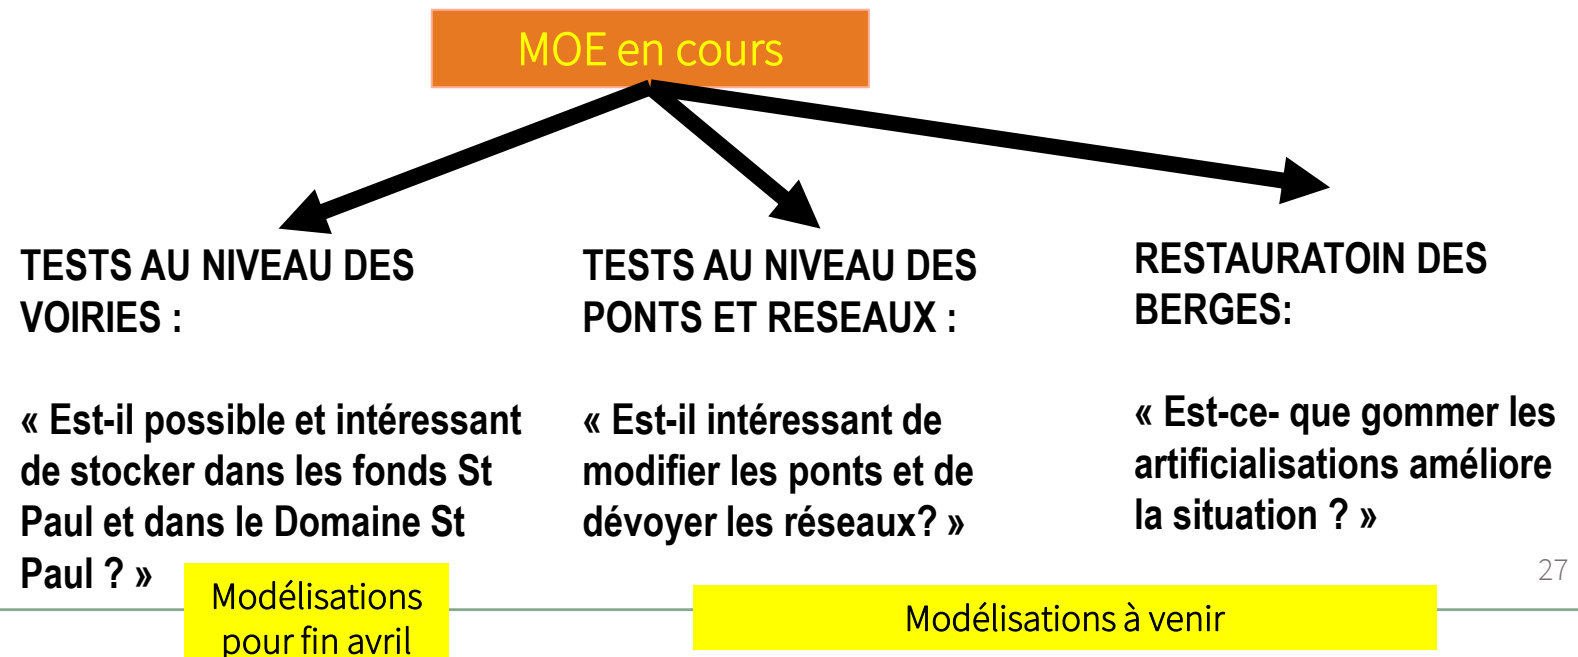 MOE en cours
TESTS AU NIVEAU DES
VOIRIES :
« Est-il possible et intéressant
de stocker dans les fonds St
Paul et dans le Domaine St
Paul ? »
Modélisations
pour fin avril
TESTS AU NIVEAU DES
PONTS ET RESEAUX :
« Est-il intéressant de
modifier les ponts et de
dévoyer les réseaux? »
RESTAURATOIN DES
BERGES:
« Est-ce- que gommer les
artificialisations améliore
la situation ? »
Modélisations à venir
27